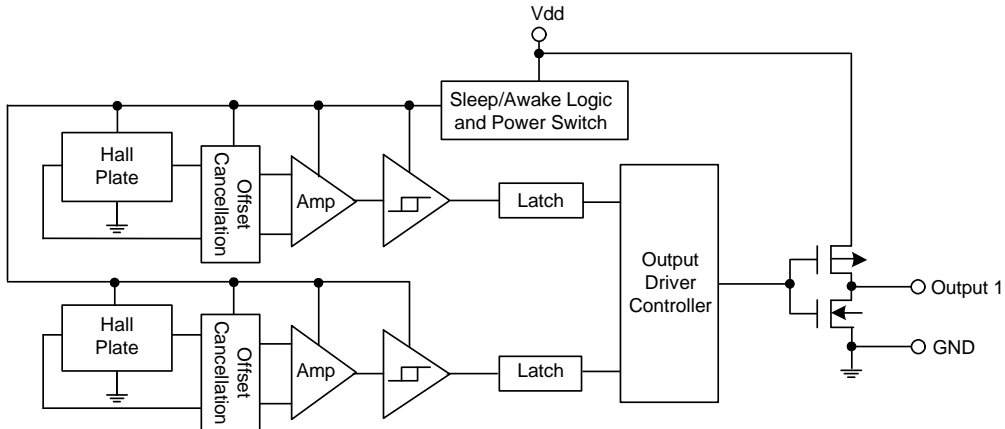 Vdd
Sleep/Awake Logic
and Power Switch
Hall
Plate
Offset
Cancellation
Amp
Latch
Output
Driver
Controller
Output 1
GND
Hall
Plate
Offset
Cancellation
Amp
Latch